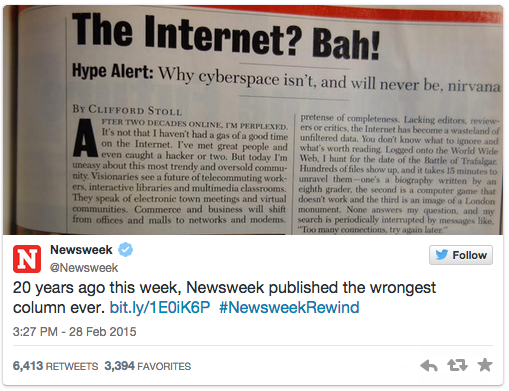 The Internet? Bah!
Hype Alert: Why cyberspace isn't, and will never be, nirvana
BY CLIFFORD STOLL
AFTER TWO DECADES ONLINE, I'M PERPLEXED.
It's not that I haven't had a gas of a good time
on the Internet. I've met great people and
even caught a hacker or two. But today I'm
uneasy about this most trendy and oversold commu-
nity. Visionaries see a future of telecommuting work-
ers, interactive libraries and multimedia classrooms.
They speak of electronic town meetings and virtual
communities. Commerce and business will shift
from offices and malls to networks and modems.
pretense of completeness. Lacking editors, review-
ers or critics, the Internet has become a wasteland of
unfiltered data. You don't know what to ignore and
what's worth reading. Logged onto the World Wide
Web, I hunt for the date of the Battle of Trafalgar.
Hundreds of files show up, and it takes 15 minutes to
unravel them—one's a biography written by an
eighth grader, the second is a computer game that
doesn't work and the third is an image of a London
monument. None answers my question, and my
search is periodically interrupted by messages like,
"Too many connections, try again later."
N
Newsweek
@Newsweek
Follow
20 years ago this week, Newsweek published the wrongest
column ever. bit.ly/1E0iK6P #NewsweekRewind
3:27 PM - 28 Feb 2015
6,413 RETWEETS 3,394 FAVORITES